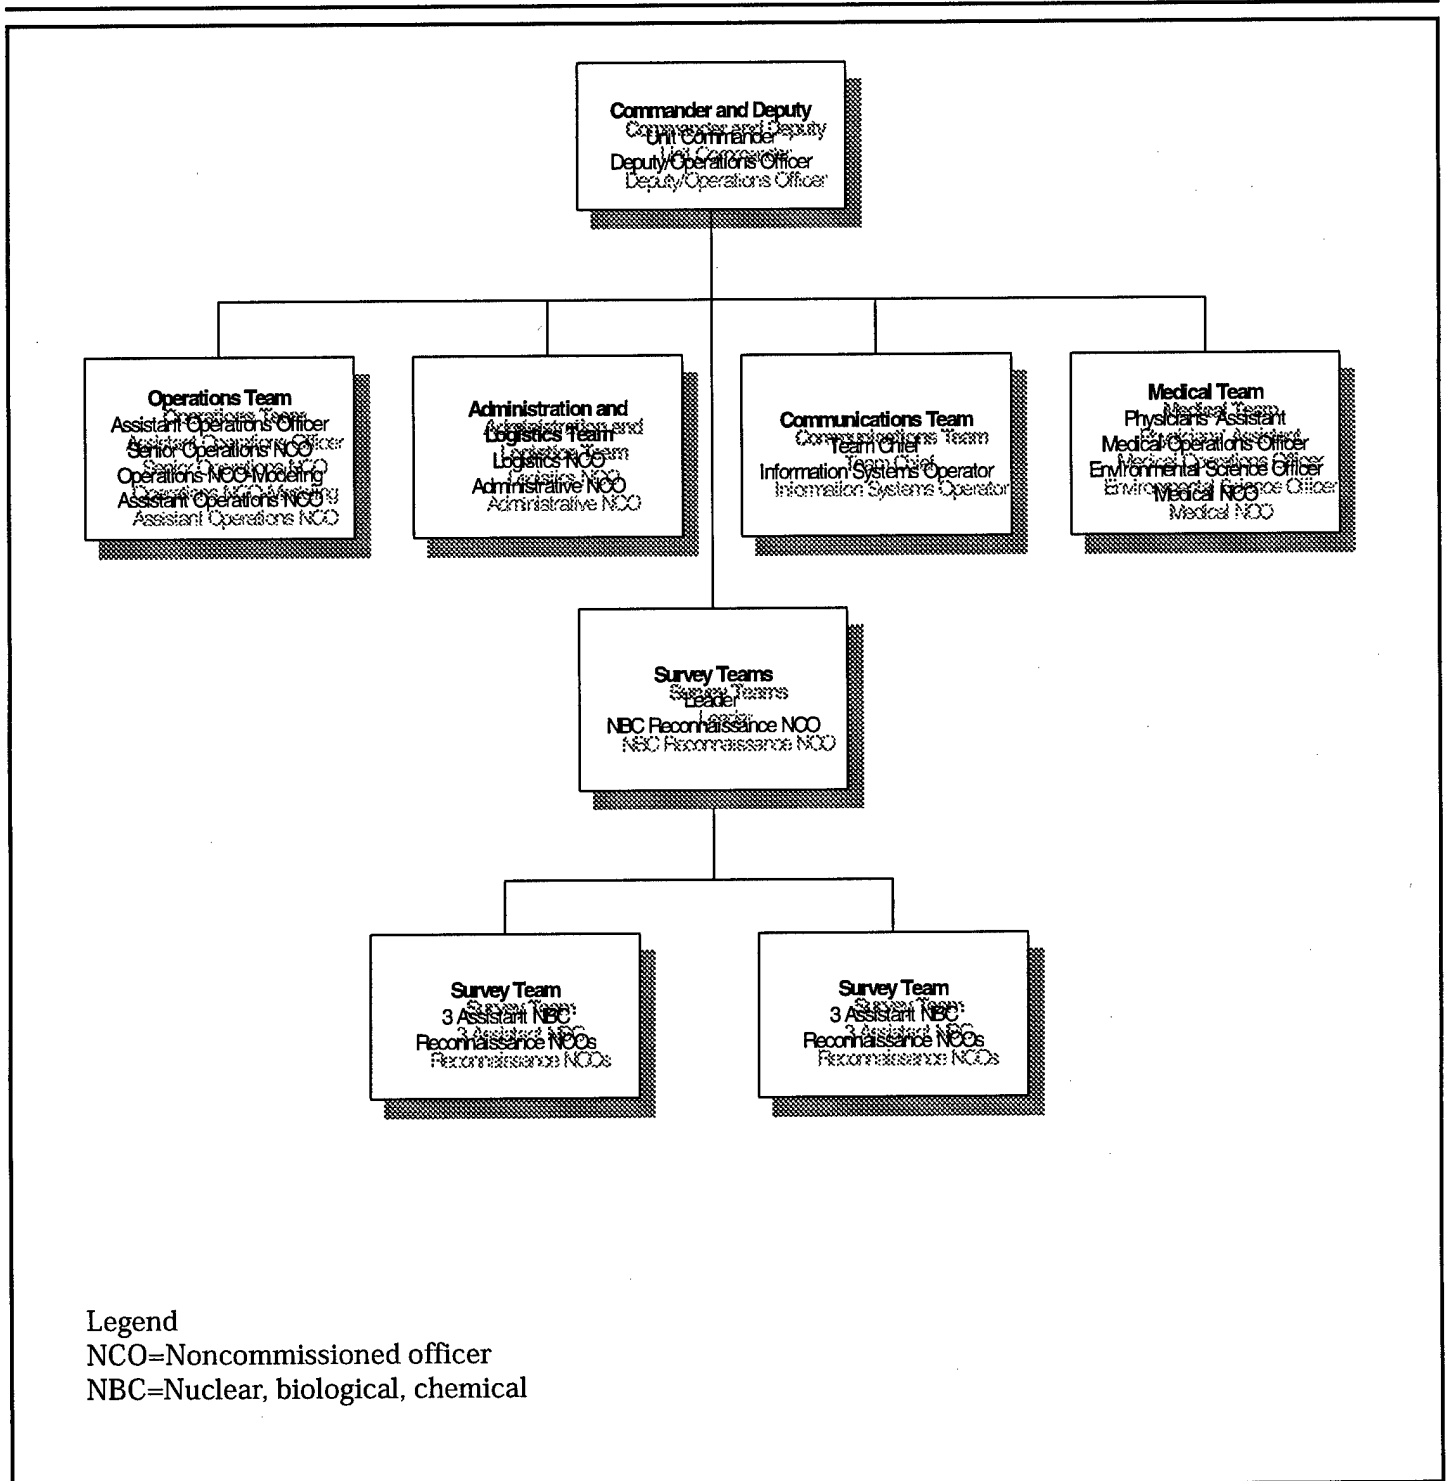 Commander and Deputy
Unit Commander
Deputy/Operations Officer
Operations Team
Assistant Operations Officer
Senior Operations NCO
Operations NCO-Modeling
Assistant Operations NCO
Administration and
Logistics Team
Logistics NCO
Administrative NCO
Communications Team
Team Chief
Information Systems Operator
Medical Team
Physicians' Assistant
Medical Operations Officer
Environmental Science Officer
Medical NCO
Survey Teams
Leader
NBC Reconnaissance NCO
Survey Team
3 Assistant NBC
Reconnaissance NCOs
Survey Team
3 Assistant NBC
Reconnaissance NCOs
Legend
NCO=Noncommissioned officer
NBC=Nuclear, biological, chemical